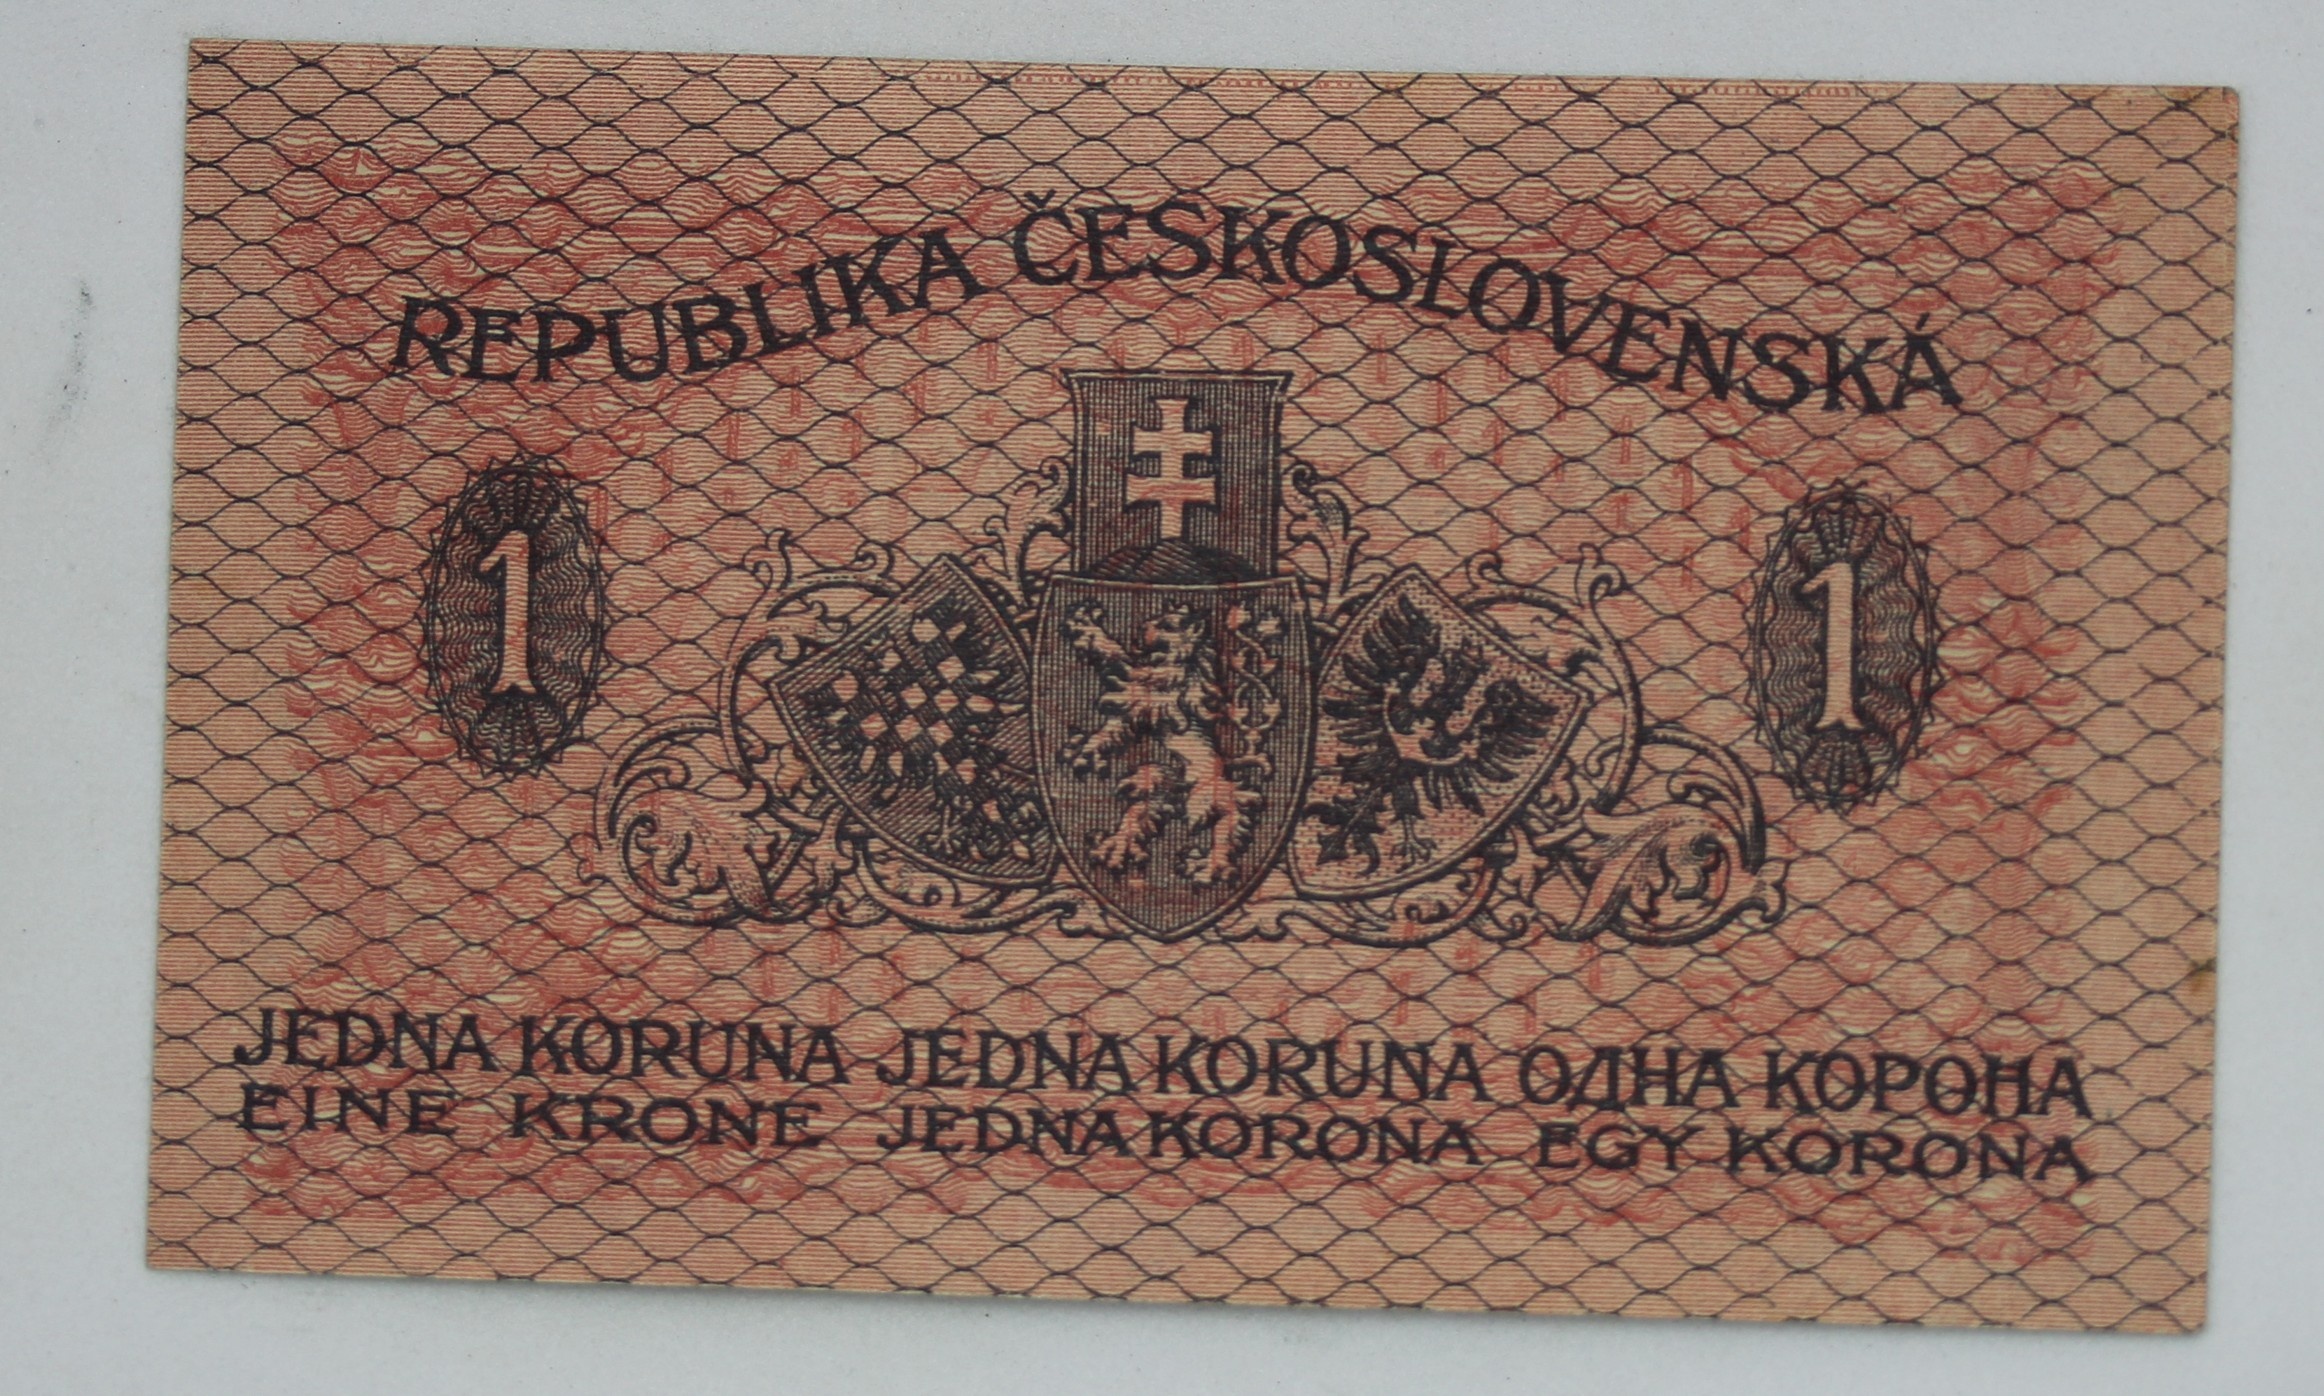 REPUBLIKA ČESKOSLOVENSKÁ
1 1
JEDNA KORUNA JEDNA KORUNA ОДНА КОРОНА
EINE KRONE JEDNA KORONA EGY KORONA